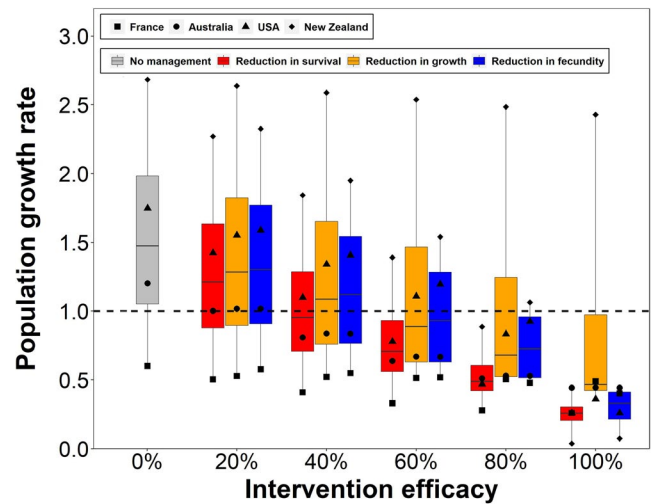 France Australia USA New Zealand
No management Reduction in survival Reduction in growth Reduction in fecundity
Population growth rate
3.0
2.5
2.0
1.5
1.0
0.5
0.0
0% 20% 40% 60% 80% 100%
Intervention efficacy